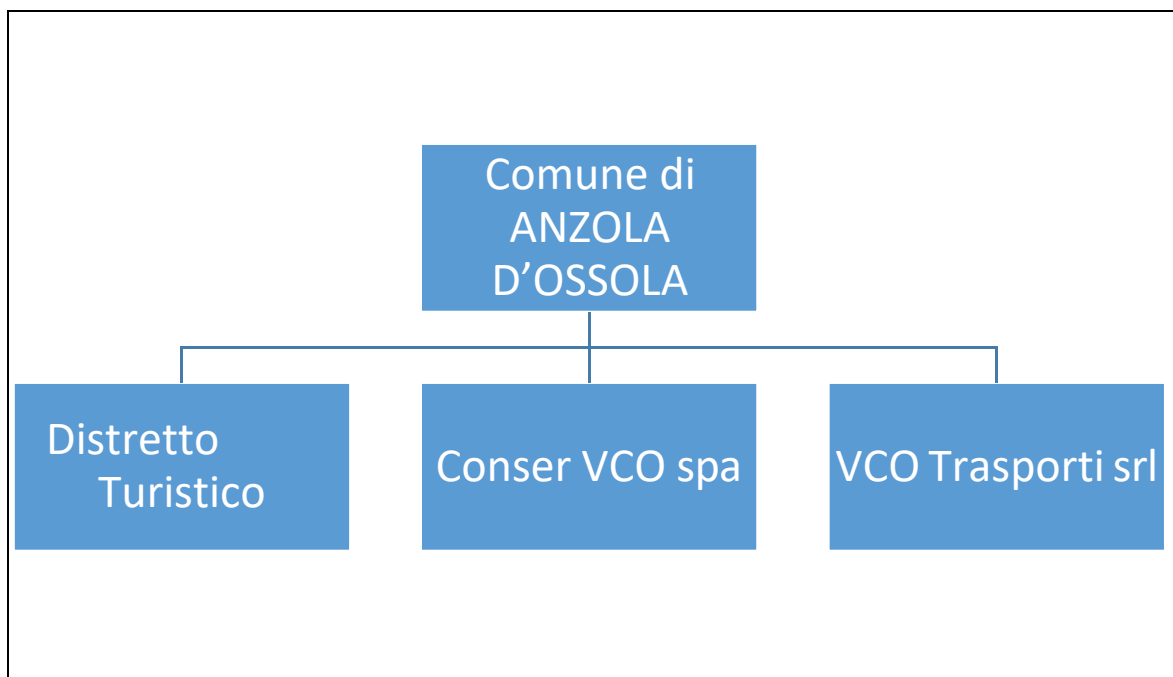 Comune di
ANZOLA
D’OSSOLA
Distretto
Turistico
Conser VCO spa
VCO Trasporti srl